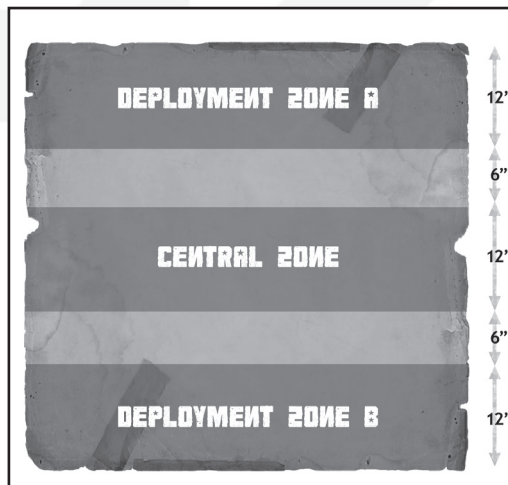 DEPLOYMENT ZONE A
12"
6"
CENTRAL ZONE
12"
6"
DEPLOYMENT ZONE B
12"